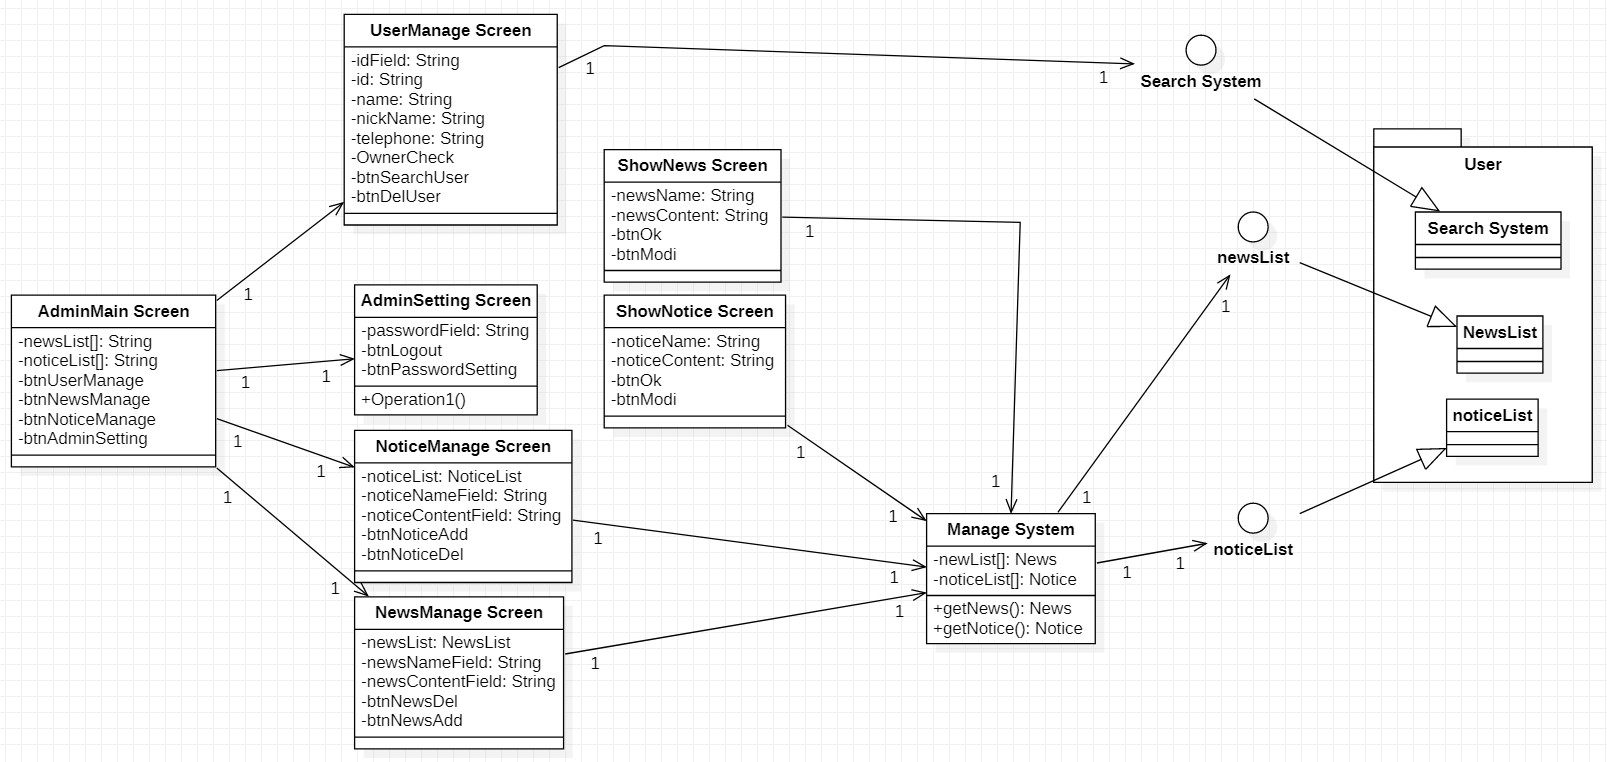 UserManage Screen
-idField: String
-id: String
-name: String
-nickName: String
-telephone: String
-OwnerCheck
-btnSearchUser
-btnDelUser
1
1
Search System
User
Search System
NewsList
noticeList
ShowNews Screen
-newsName: String
-newsContent: String
-btnOk
-btnModi
1
1
newsList
1
AdminMain Screen
-newsList[]: String
-noticeList[]: String
-btnUserManage
-btnNewsManage
-btnNoticeManage
-btnAdminSetting
1
1
1
1
1
1
1
AdminSetting Screen
-passwordField: String
-btnLogout
-btnPasswordSetting
+Operation1()
ShowNotice Screen
-noticeName: String
-noticeContent: String
-btnOk
-btnModi
1
1
NoticeManage Screen
-noticeList: NoticeList
-noticeNameField: String
-noticeContentField: String
-btnNoticeAdd
-btnNoticeDel
1
1
NewsManage Screen
-newsList: NewsList
-newsNameField: String
-newsContentField: String
-btnNewsDel
-btnNewsAdd
1
1
Manage System
-newList[]: News
-noticeList[]: Notice
+getNews(): News
+getNotice(): Notice
1
1
1
noticeList